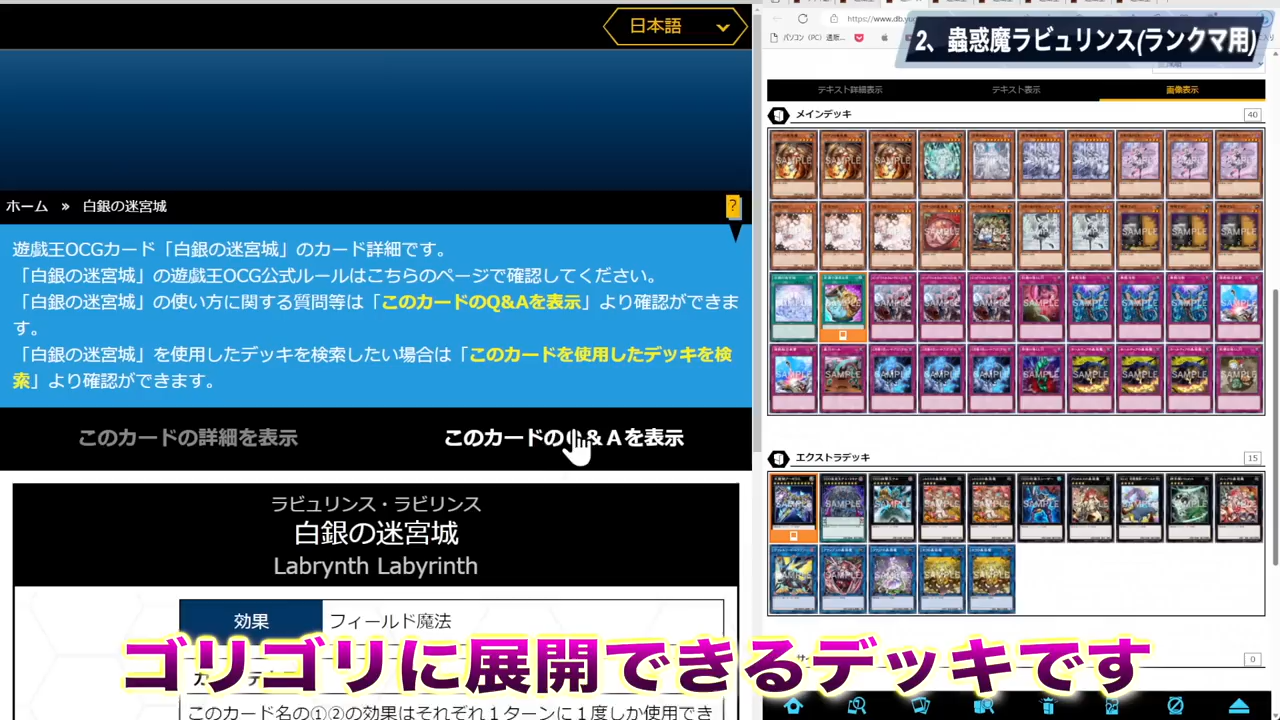 日本語
ホーム » 白銀の迷宮城
?
遊戯王OCGカード「白銀の迷宮城」のカード詳細です。
「白銀の迷宮城」の遊戯王OCG公式ルールはこちらのページで確認してください。
「白銀の迷宮城」の使い方に関する質問等は「このカードのQ&Aを表示」より確認ができま
す。
「白銀の迷宮城」を使用したデッキを検索したい場合は「このカードを使用したデッキを検
索」より確認ができます。
このカードの詳細を表示
このカードのQ&Aを表示
ラビュリンス・ラビリンス
白銀の迷宮城
Labrynth Labyrinth
効果
フィールド魔法
このカード名の①②の効果はそれぞれ１ターンに１度しか使用でき
https://www.db.yu
パソコン（PC）通販...
2、蟲惑魔ラビュリンス(ランクマ用)
テキスト詳細表示
テキスト表示
画像表示
メインデッキ
40
エクストラデッキ
15
0
ゴリゴリに展開できるデッキです